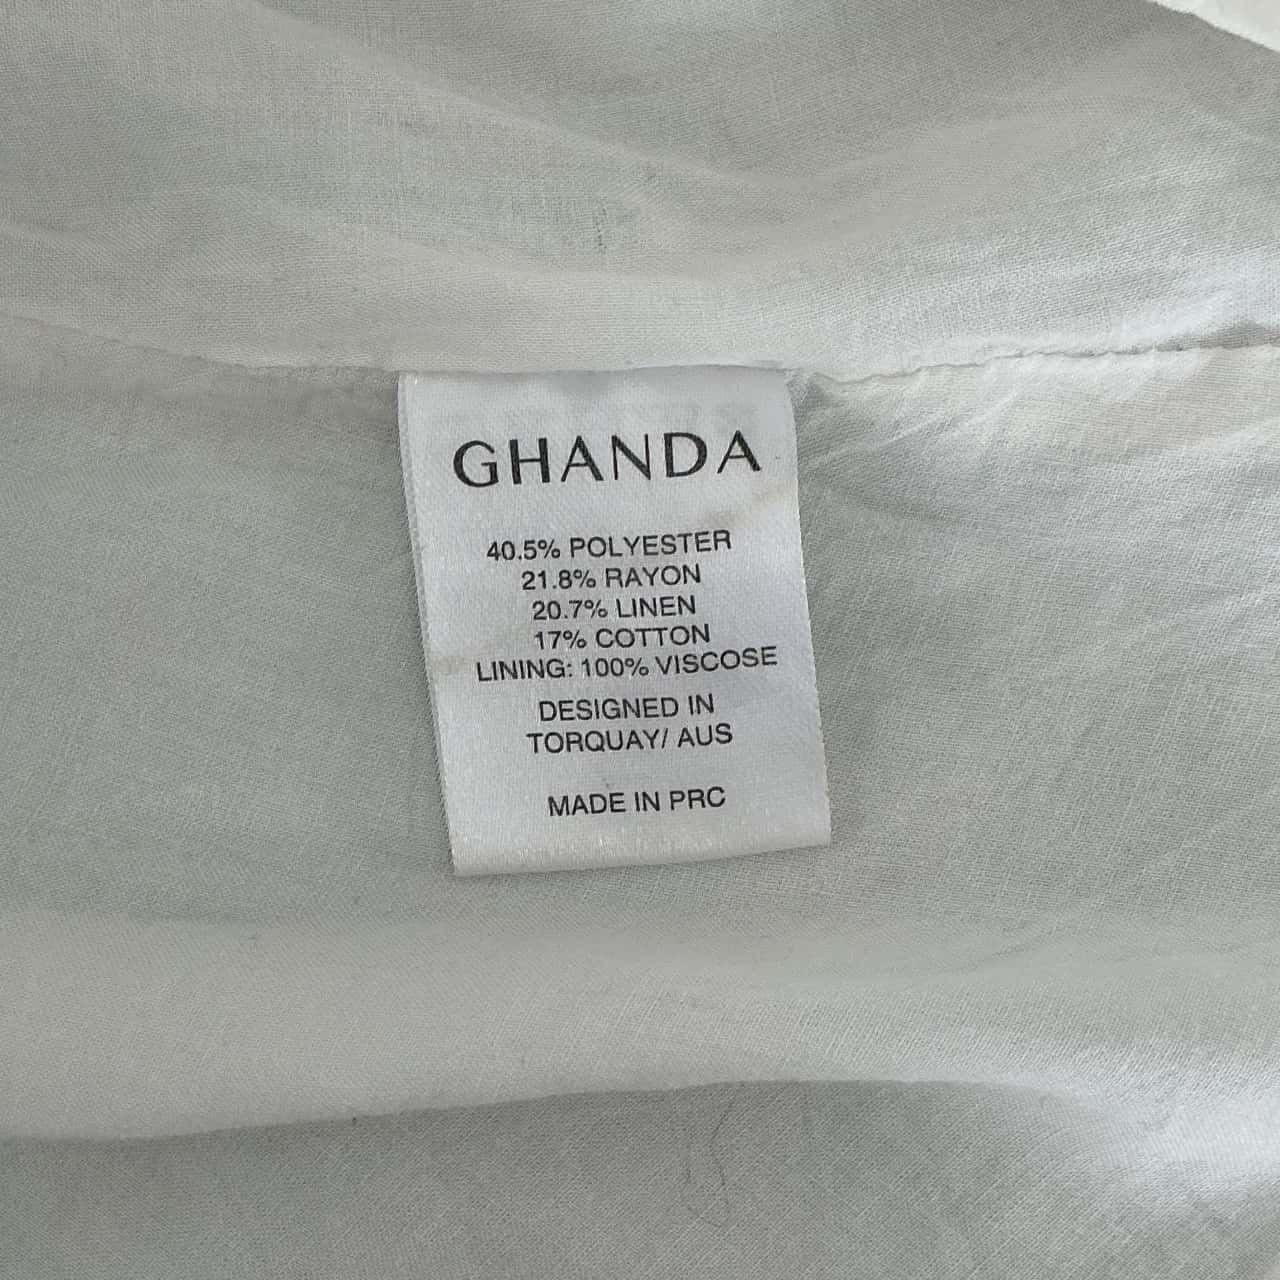 GHANDA
40.5% POLYESTER
21.8% RAYON
20.7% LINEN
17% COTTON
LINING: 100% VISCOSE
DESIGNED IN
TORQUAY/ AUS
MADE IN PRC